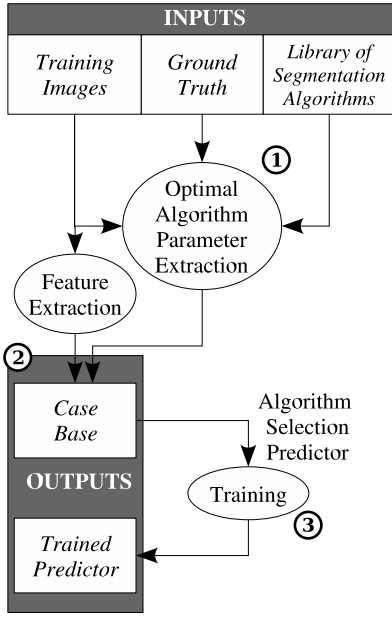 INPUTS
Training
Images
Ground
Truth
Library of
Segmentation
Algorithms
1
Optimal
Algorithm
Parameter
Extraction
Feature
Extraction
2
Case
Base
Algorithm
Selection
Predictor
OUTPUTS
Training
3
Trained
Predictor